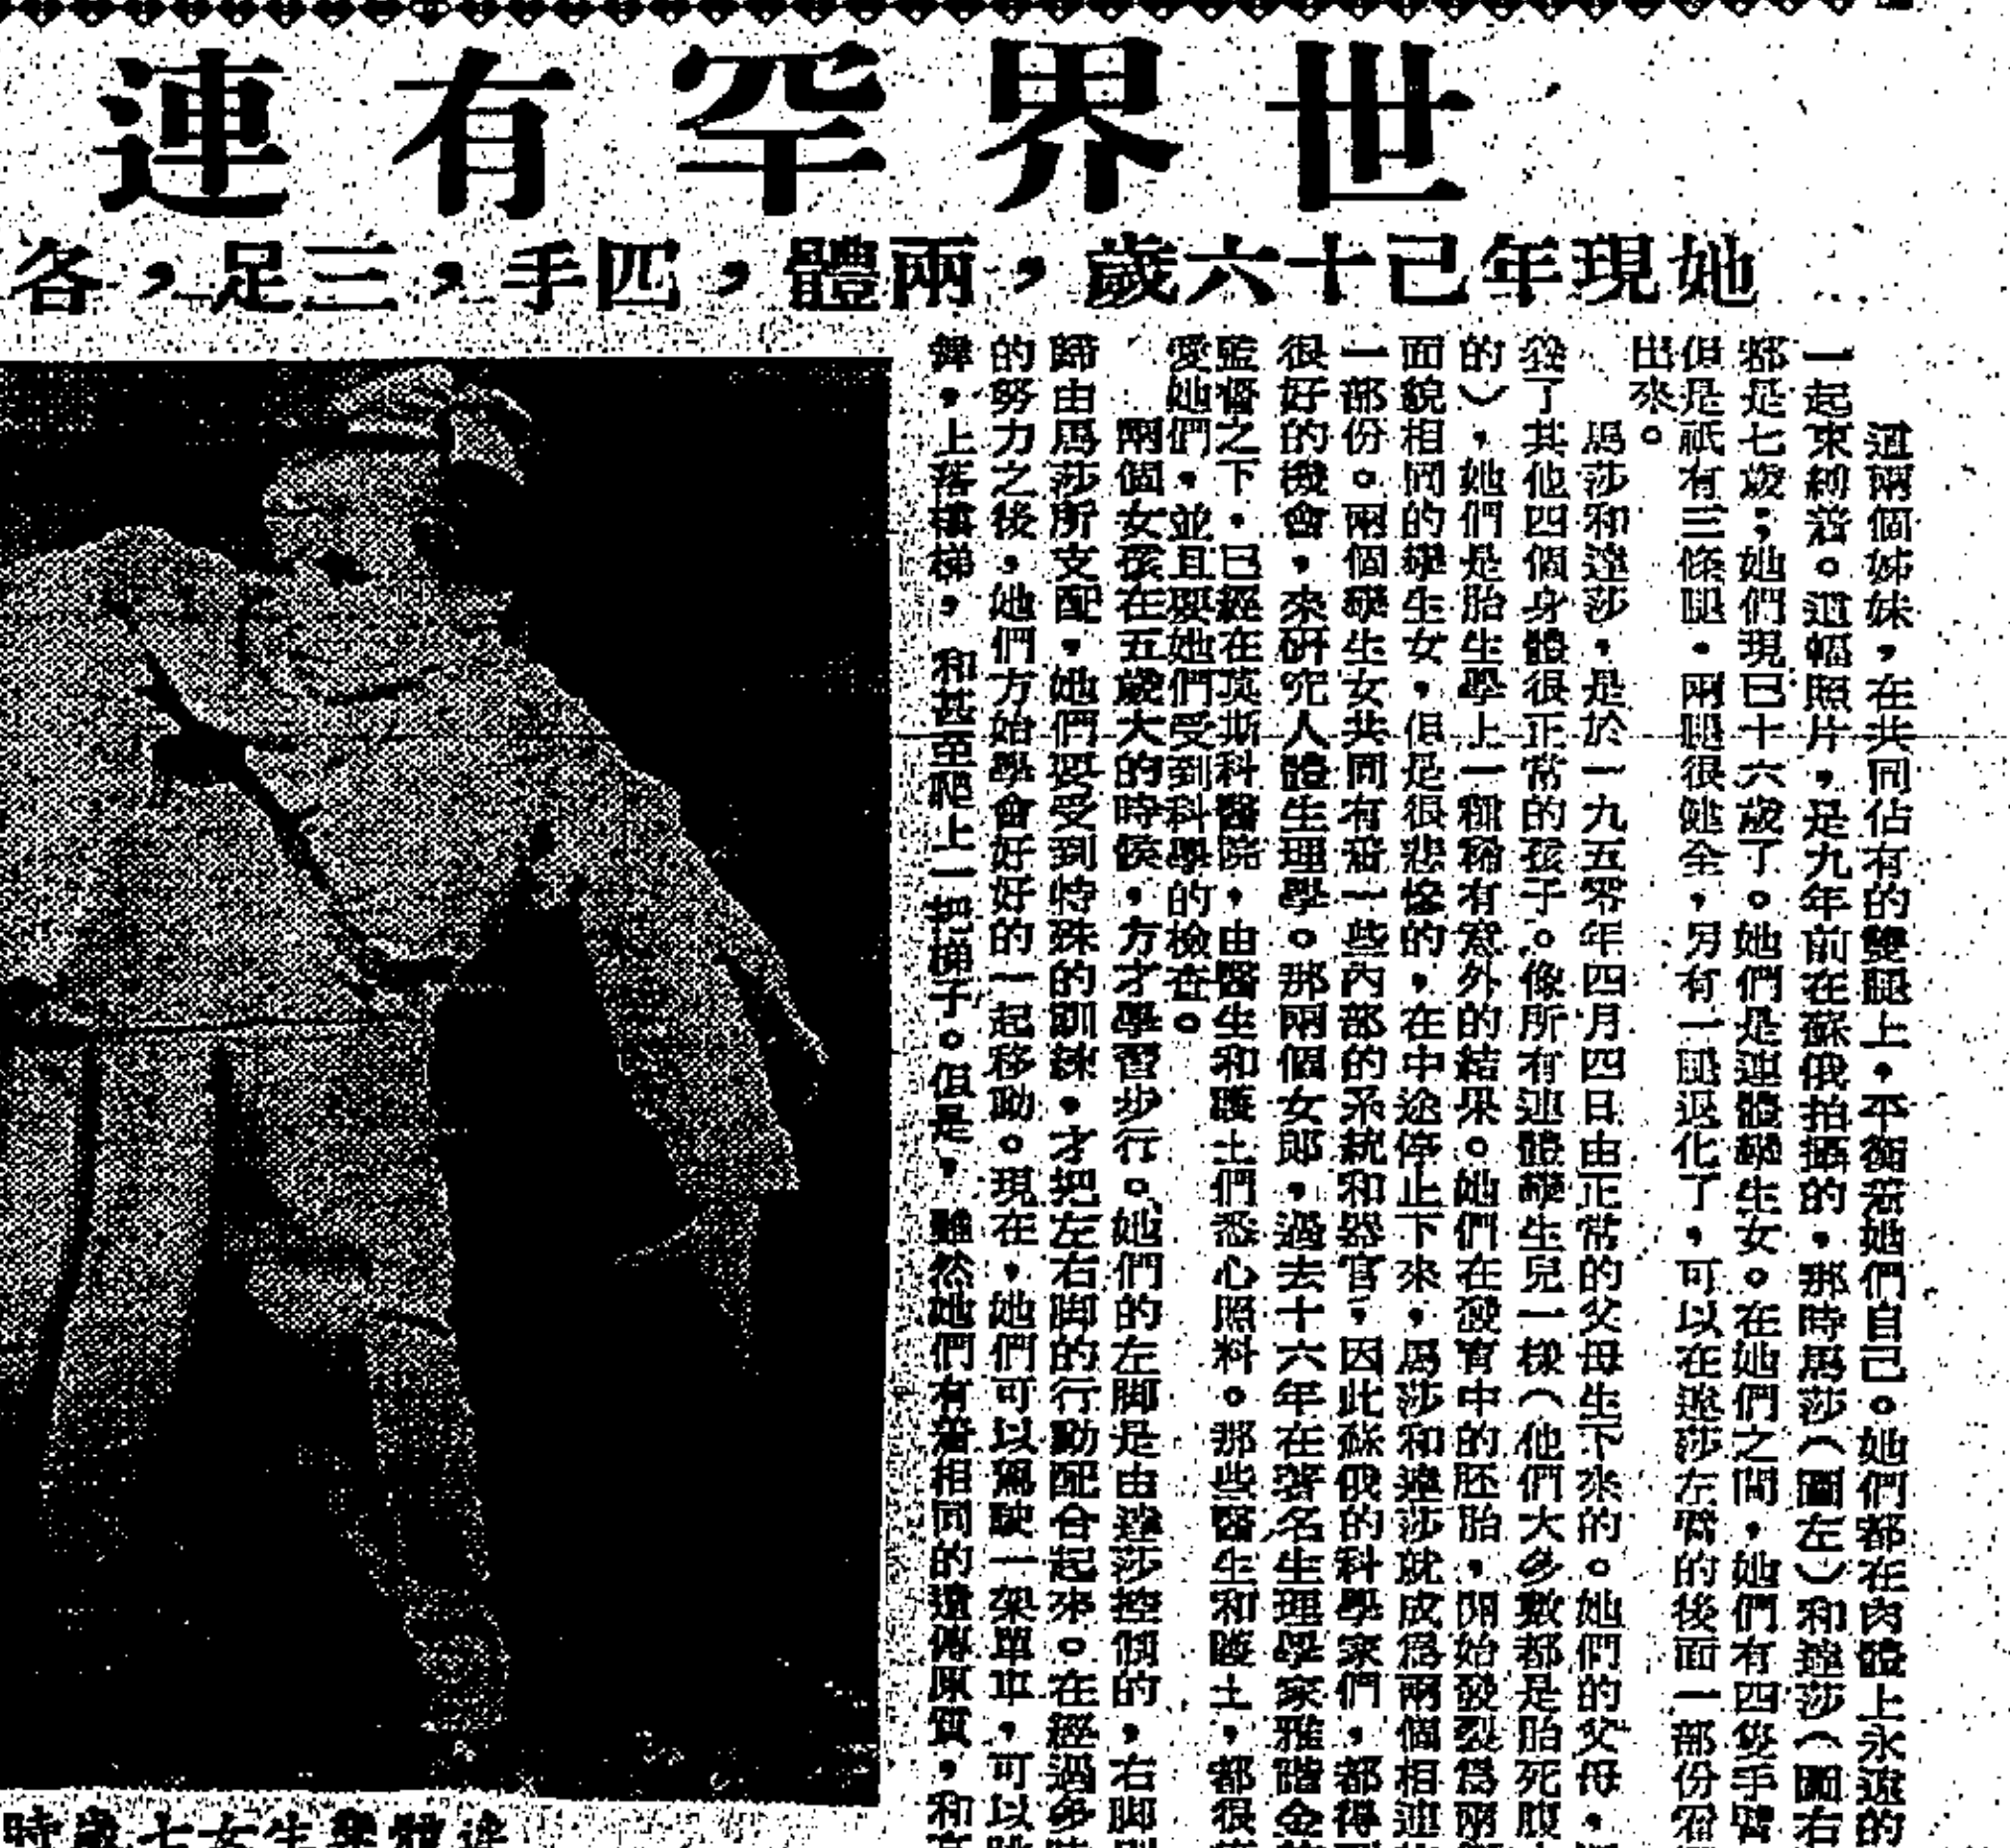 世界罕有連
她現年已十六歲，兩體，四手，三足，各
這兩個姊妹，在共同佔有的雙腿上，平衡着她們自己。她們都在肉體上永遠的
一起束縛着。這幅照片，是九年前在蘇俄拍攝的，那時馬莎（圖左）和達莎（圖右
都是七歲；她們現已十六歲了。她們是連體孿生女。在她們之間，她們有四隻手臂
但是祇有三條腿，兩腿很健全，另有一腿退化了，可以在達莎左臂的後面一部份看
出來。
馬莎和達莎，是於一九五零年四月四日由正常的父母生下來的。她們的父母，
養了其他四個身體很正常的孩子。像所有連體孿生兒一樣（他們大多數都是胎死腹
的），她們是胎生學上一種稀有意外的結果。她們在發育中的胚胎，開始發裂爲兩
面貌相同的孿生女，但是很悲慘的，在中途停止下來，馬莎和達莎就成爲兩個相連
一部份。兩個孿生女共同有着一些內部的系統和器官，因此蘇俄的科學家們，都得
很好的機會，來研究人體生理學。那兩個女郎，過去十六年在著名生理學家雅諧金
監督之下，已經在莫斯科醫院，由醫生和護士們悉心照料。那些醫生和護士，都很
愛她們，並且要她們受到科學的檢查。
兩個女孩在五歲大的時候，方才學習步行。她們的左脚是由達莎控制的，右脚則
歸由馬莎所支配，她們要受到特殊的訓練，才把左右脚的行動配合起來。在經過多
的努力之後，她們方始學會好好的一起移動。現在，她們可以駕駛一架單車，可以跳
舞，上落樓梯，和甚至爬上一把梯子。但是，雖然她們有着相同的遺傳原質，和
連體孿生女七歲時